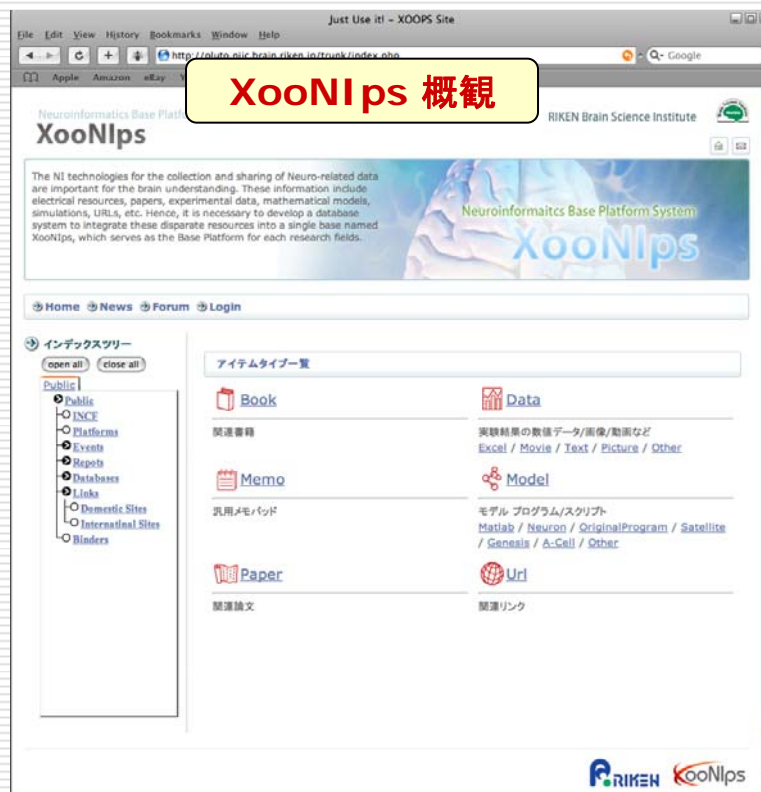 Just Use it! – XOOPS Site
File Edit View History Bookmarks Window Help
http://pluto.niic.brain.riken.jp/trunk/index.php
Q- Google
Apple Amazon eBay
XooNIps 概観
Neuroinformatics Base Platf
XooNIps
RIKEN Brain Science Institute
The NI technologies for the collection and sharing of Neuro-related data
are important for the brain understanding. These information include
electrical resources, papers, experimental data, mathematical models,
simulations, URLs, etc. Hence, it is necessary to develop a database
system to integrate these disparate resources into a single base named
XooNIps, which serves as the Base Platform for each research fields.
Neuroinformaitcs Base Platform System
XooNIps
Home News Forum Login
インデックスツリー
open all close all
Public
Public
INCF
Platforms
Events
Repots
Databases
Links
Domestic Sites
Internatinal Sites
Binders
アイテムタイプ一覧
Book
関連書籍
Data
実験結果の数値データ/画像/動画など
Excel / Movie / Text / Picture / Other
Memo
汎用メモパッド
Model
モデル プログラム/スクリプト
Matlab / Neuron / OriginalProgram / Satellite
/ Genesis / A-Cell / Other
Paper
関連論文
Url
関連リンク
RIKEN XooNIps